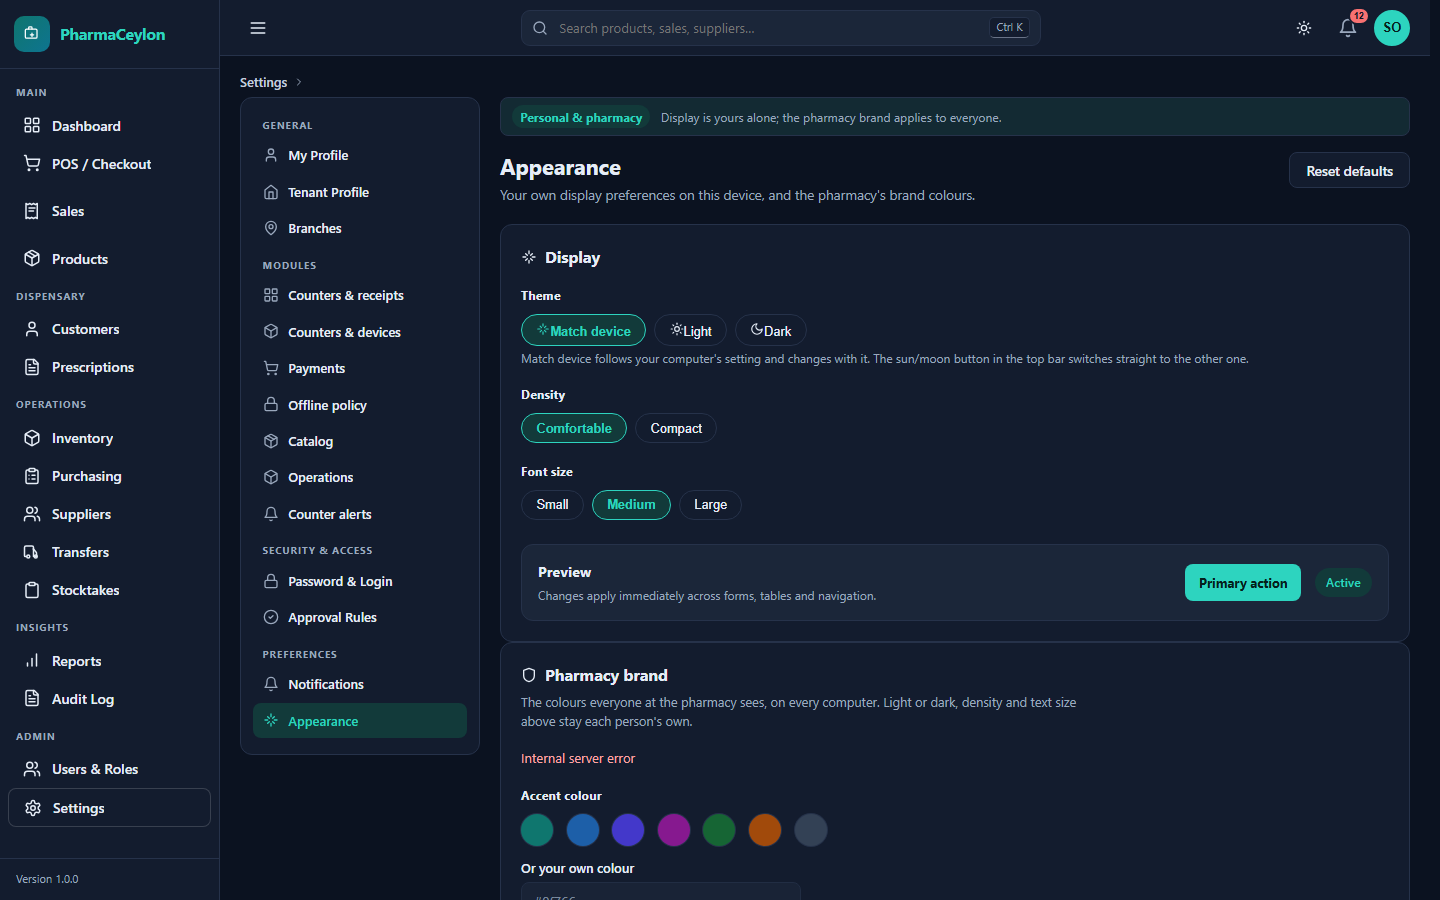 PharmaCeylon
Search products, sales, suppliers...
Ctrl K
12
SO
MAIN
Dashboard
POS / Checkout
Sales
Products
DISPENSARY
Customers
Prescriptions
OPERATIONS
Inventory
Purchasing
Suppliers
Transfers
Stocktakes
INSIGHTS
Reports
Audit Log
ADMIN
Users & Roles
Settings
Version 1.0.0
Settings
GENERAL
My Profile
Tenant Profile
Branches
MODULES
Counters & receipts
Counters & devices
Payments
Offline policy
Catalog
Operations
Counter alerts
SECURITY & ACCESS
Password & Login
Approval Rules
PREFERENCES
Notifications
Appearance
Personal & pharmacy
Display is yours alone; the pharmacy brand applies to everyone.
Appearance
Your own display preferences on this device, and the pharmacy's brand colours.
Reset defaults
Display
Theme
Match device
Light
Dark
Match device follows your computer's setting and changes with it. The sun/moon button in the top bar switches straight to the other one.
Density
Comfortable
Compact
Font size
Small
Medium
Large
Preview
Changes apply immediately across forms, tables and navigation.
Primary action
Active
Pharmacy brand
The colours everyone at the pharmacy sees, on every computer. Light or dark, density and text size
above stay each person's own.
Internal server error
Accent colour
Or your own colour